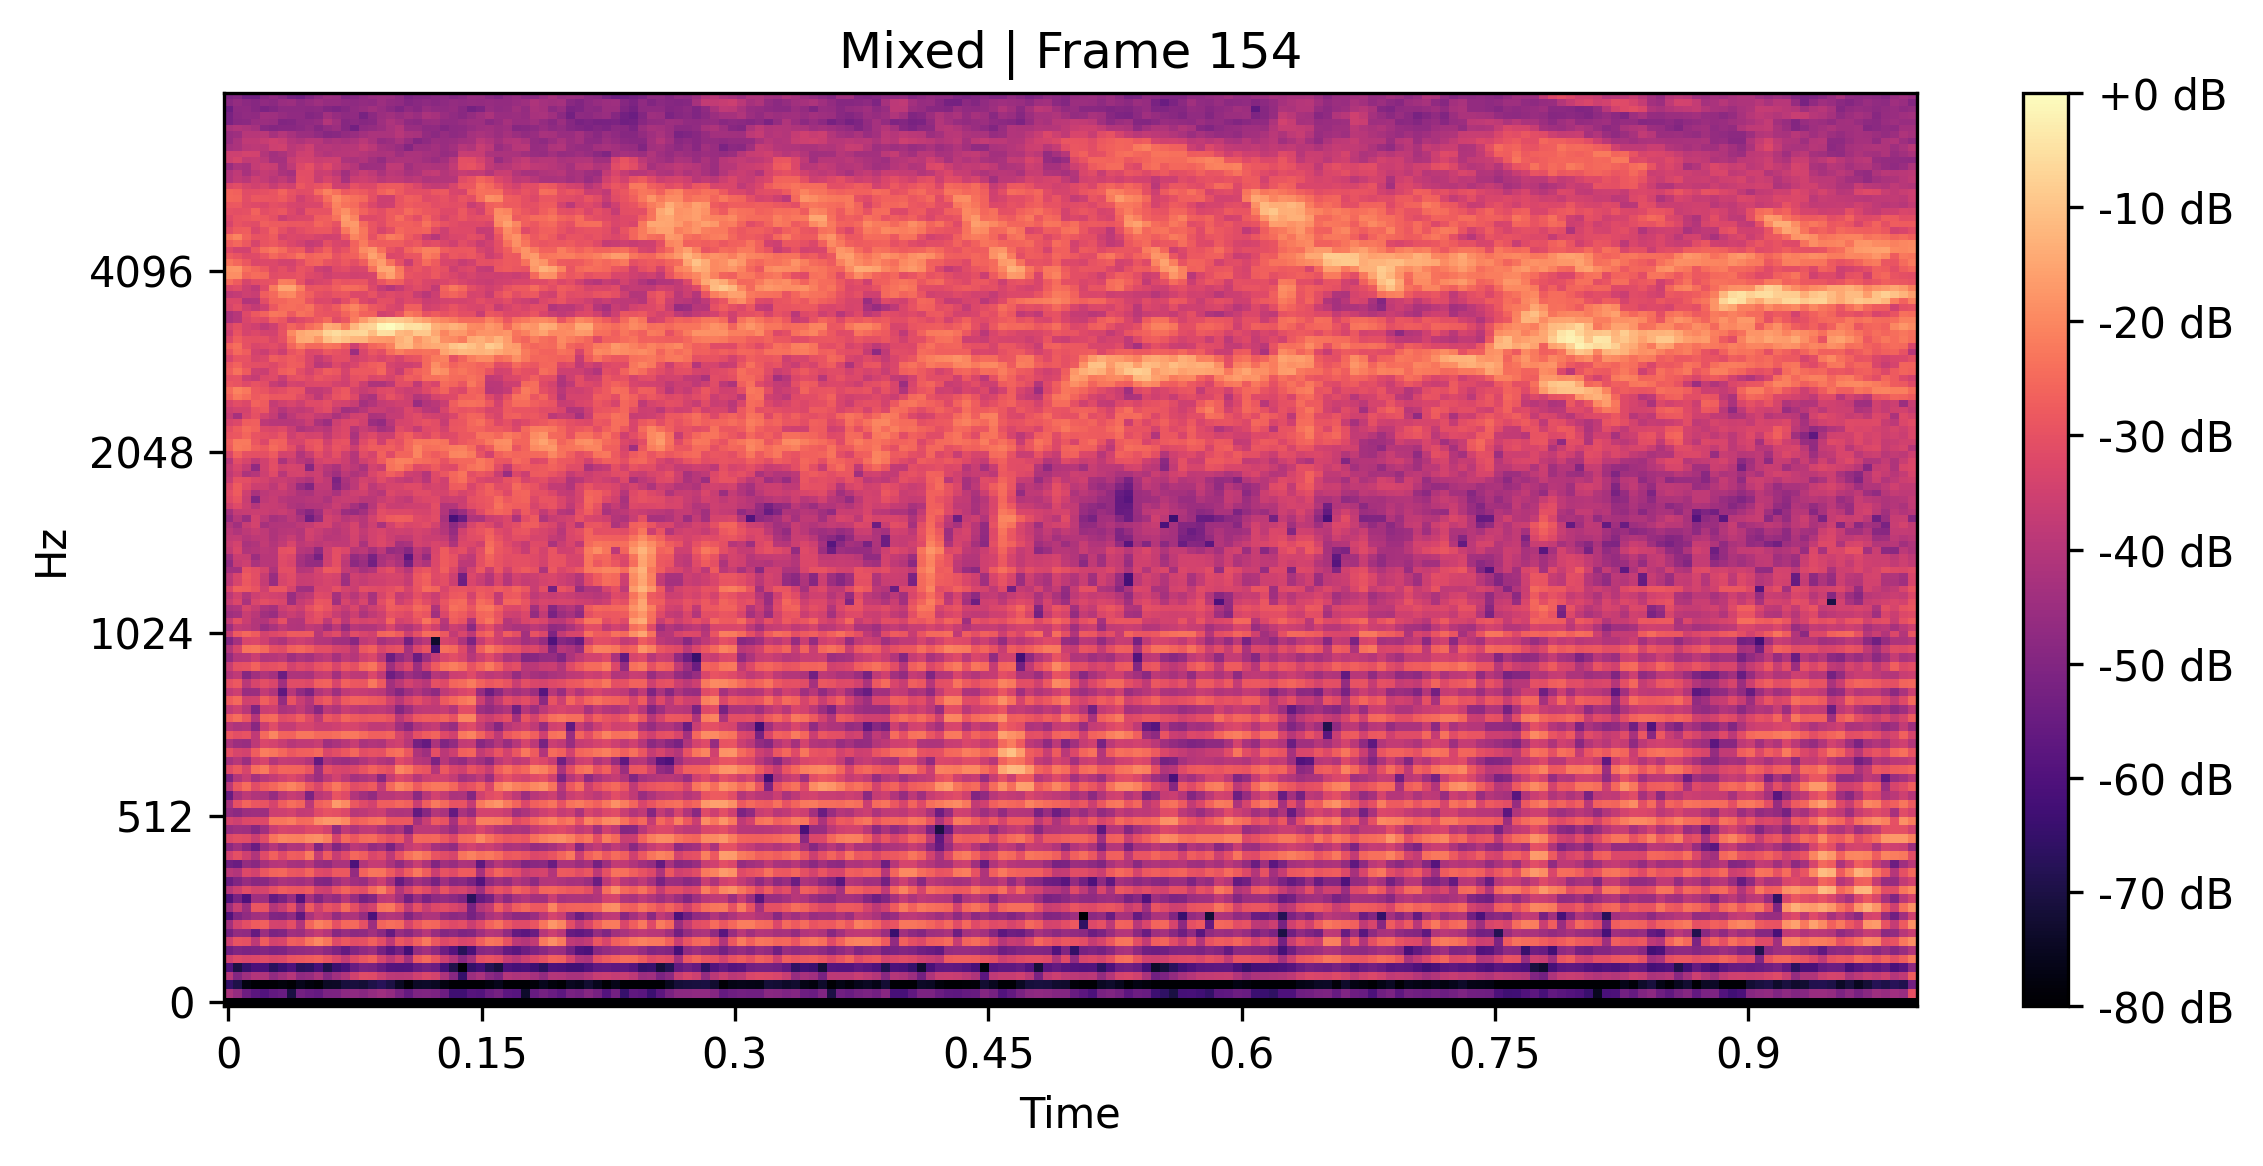 Mixed | Frame 154
+0 dB
-10 dB
-20 dB
-30 dB
-40 dB
-50 dB
-60 dB
-70 dB
-80 dB
Hz
4096
2048
1024
512
0
0 0.15 0.3 0.45 0.6 0.75 0.9
Time